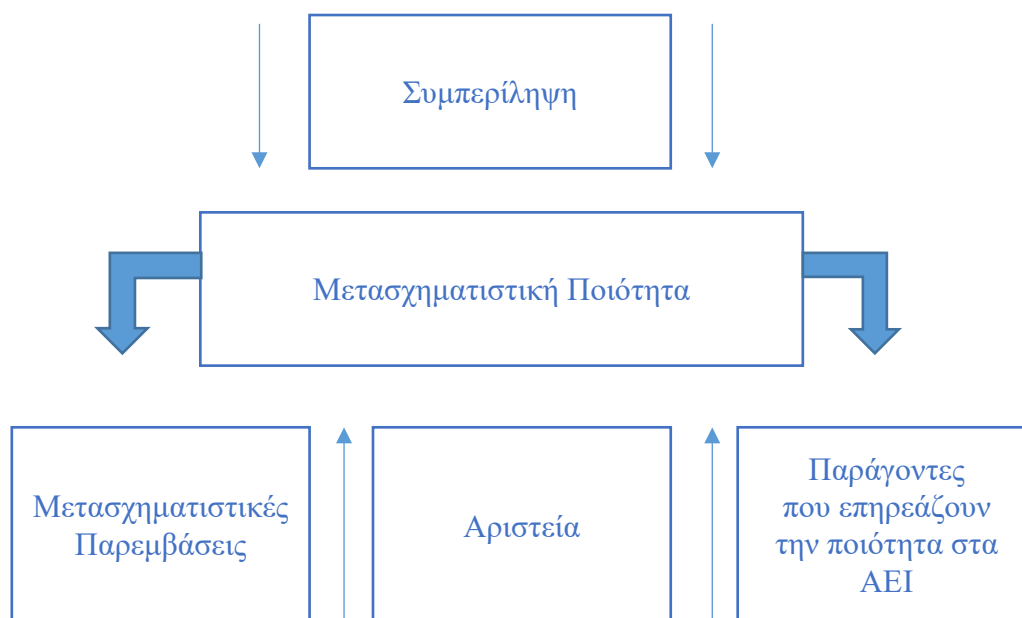 Συμπερίληψη
Μετασχηματιστική Ποιότητα
Μετασχηματιστικές
Παρεμβάσεις
Αριστεία
Παράγοντες
που επηρεάζουν
την ποιότητα στα
ΑΕΙ